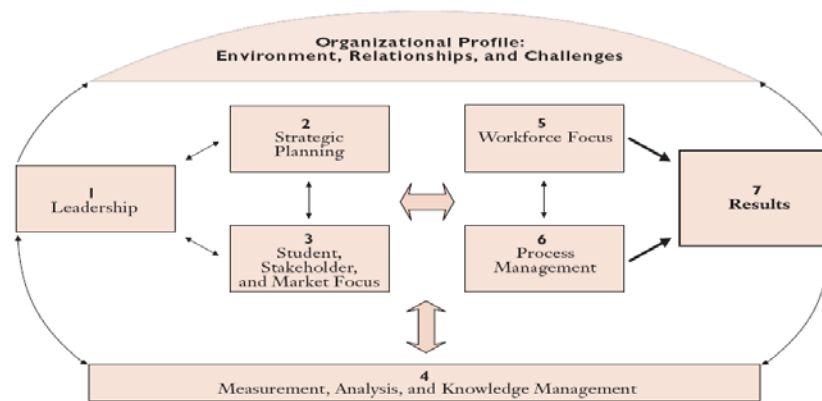 Organizational Profile:
Environment, Relationships, and Challenges
2
Strategic
Planning
5
Workforce Focus
1
Leadership
7
Results
3
Student,
Stakeholder,
and Market Focus
6
Process
Management
4
Measurement, Analysis, and Knowledge Management